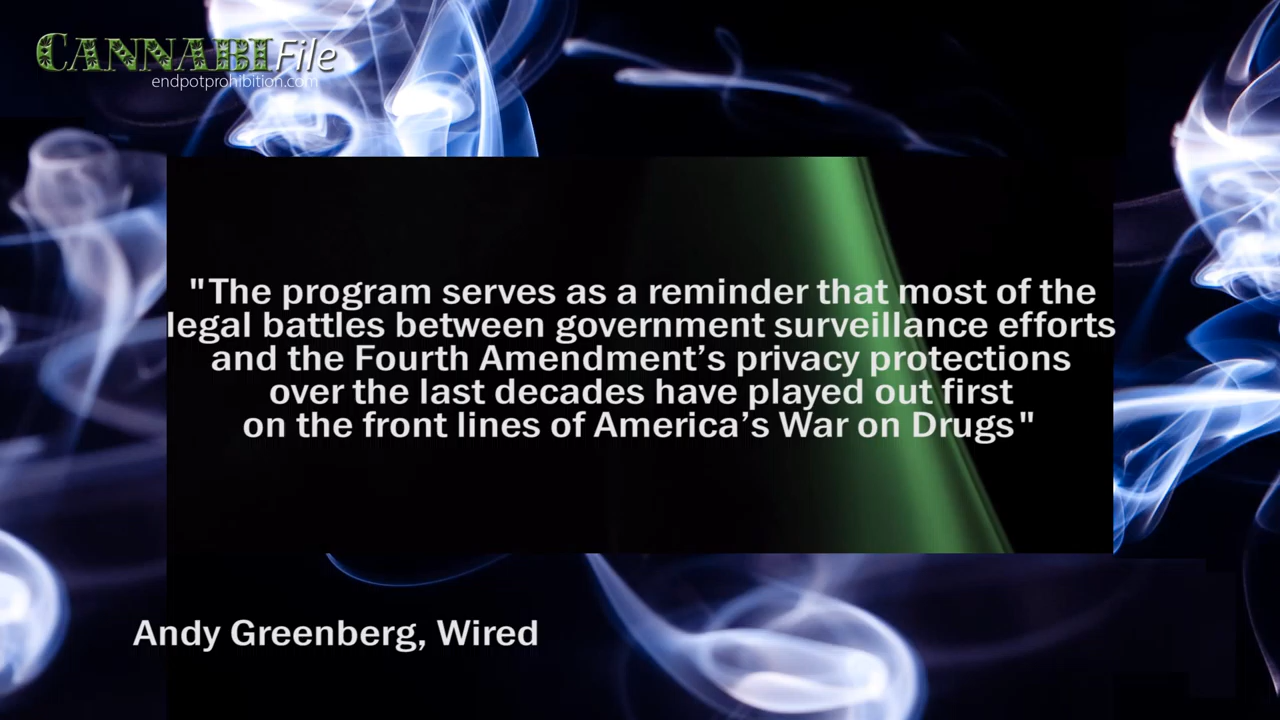 CANNABI File
endpotprohibition.com
"The program serves as a reminder that most of the
legal battles between government surveillance efforts
and the Fourth Amendment’s privacy protections
over the last decades have played out first
on the front lines of America’s War on Drugs"
Andy Greenberg, Wired